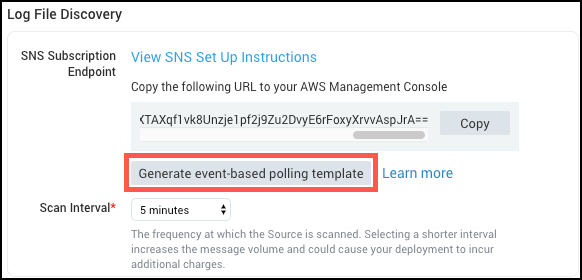 Log File Discovery
SNS Subscription Endpoint
View SNS Set Up Instructions
Copy the following URL to your AWS Management Console
KTAXqf1vk8Unzje1pf2j9Zu2DvyE6rFoxyXrvvAspJrA==
Copy
Generate event-based polling template
Learn more
Scan Interval*
5 minutes
The frequency at which the Source is scanned. Selecting a shorter interval
increases the message volume and could cause your deployment to incur
additional charges.